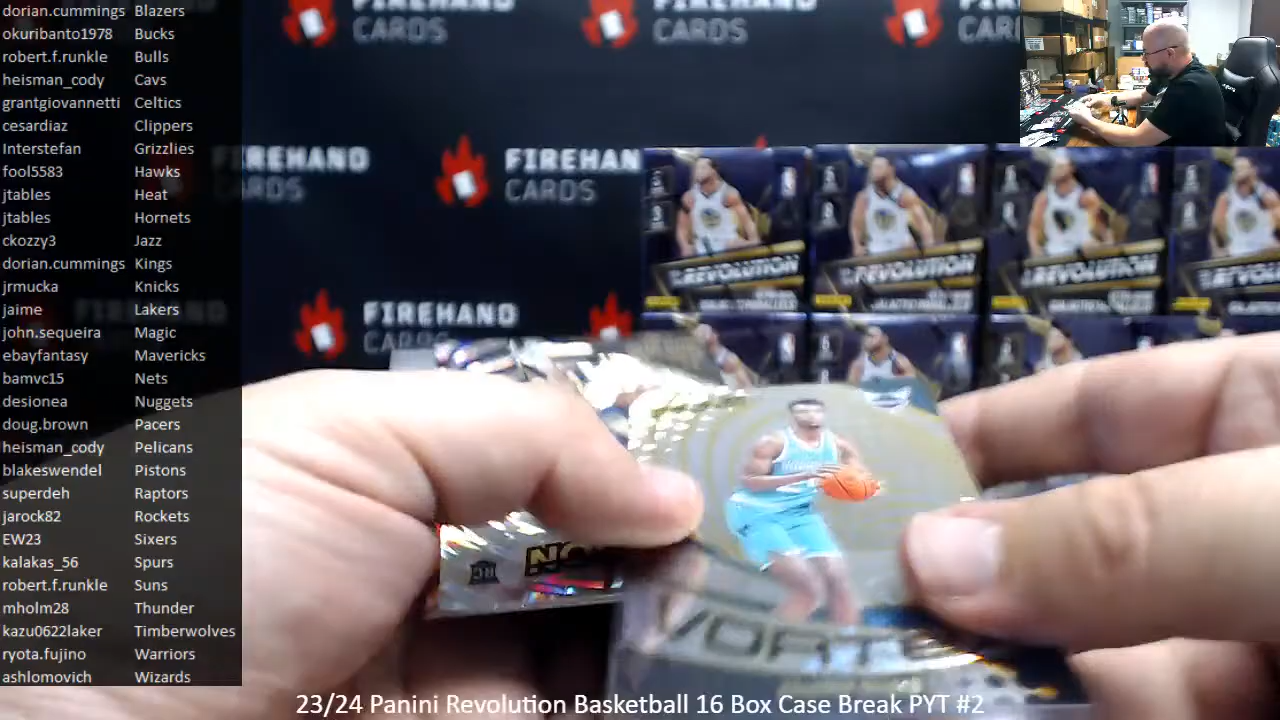 dorian.cummings Blazers
okuribanto1978 Bucks
robert.f.runkle Bulls
heisman_cody Cavs
grantgiovannetti Celtics
cesardiaz Clippers
Interstefan Grizzlies
fool5583 Hawks
jtables Heat
jtables Hornets
ckozzy3 Jazz
dorian.cummings Kings
jrmucka Knicks
jaime Lakers
john.sequeira Magic
ebayfantasy Mavericks
bamvc15 Nets
desionea Nuggets
doug.brown Pacers
heisman_cody Pelicans
blakeswendel Pistons
superdeh Raptors
jarock82 Rockets
EW23 Sixers
kalakas_56 Spurs
robert.f.runkle Suns
mholm28 Thunder
kazu0622laker Timberwolves
ryota.fujino Warriors
ashlomovich Wizards
CARDS
CARDS
FIREHAND
CARDS
FIREHAND
CARDS
FIREHAND
REVOLUTION
REVOLUTION
REVOLUTION
REVOLUTION
23/24 Panini Revolution Basketball 16 Box Case Break PYT #2